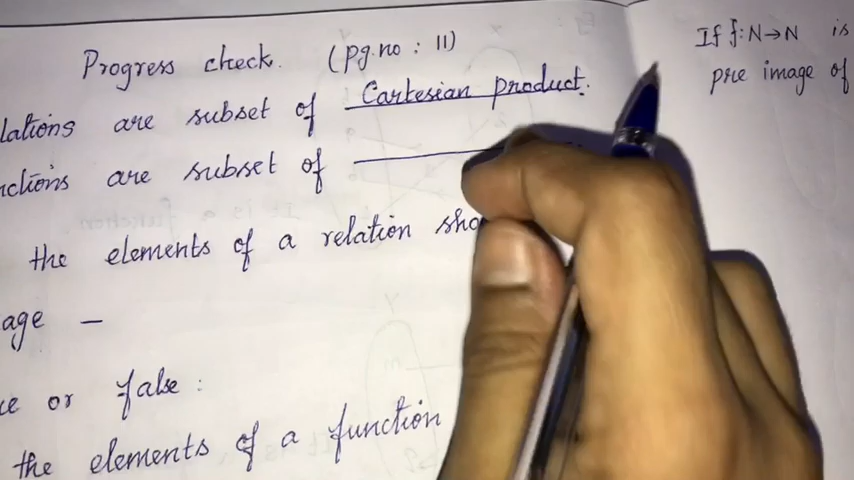 Progress check. (Pg.no : 11)
lations are subset of Cartesian product.
nctions are subset of
the elements of a relation sho
age –
ue or false :
the elements of a function
If f:N→N is
pre image of